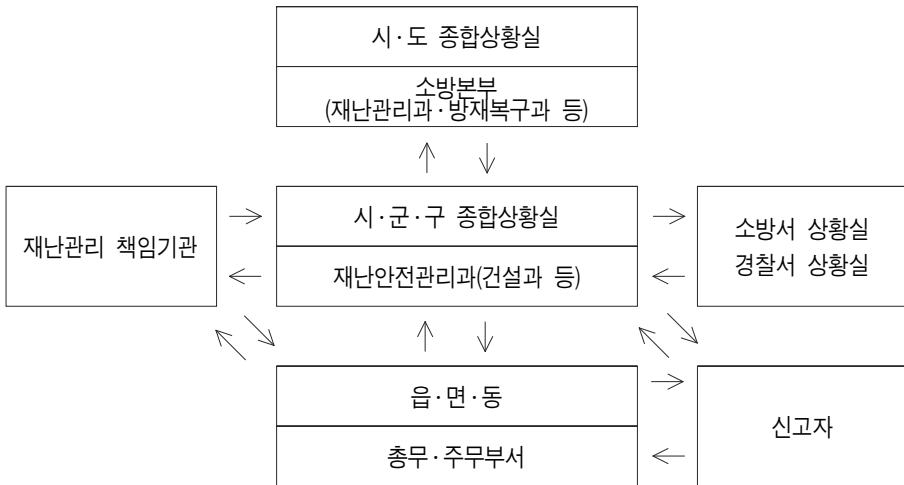 시·도 종합상황실
소방본부
(재난관리과·방재복구과 등)
재난관리 책임기관
시·군·구 종합상황실
재난안전관리과(건설과 등)
소방서 상황실
경찰서 상황실
읍·면·동
총무·주무부서
신고자